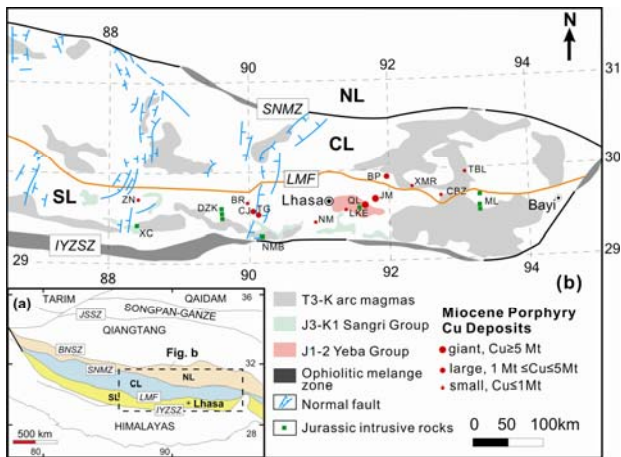 88
90
92
94
N
NL
SNMZ
CL
31
30
LMF
SL
BP
TBL
XMR
CBZ
ZN
BR
DZK
CJ
TG
Lhasa
QL
JM
LKE
NM
ML
Bayi
XC
NMB
IYZSZ
30
29
29
88
90
92
94
(b)
(a)
TARIM
QAIDAM
36
JSSZ
SONGPAN-GANZE
QIANGTANG
BNSZ
Fig. b
32
SNMZ
NL
CL
SL
LMF
Lhasa
IYZSZ
500 km
HIMALAYAS
28
80
90
T3-K arc magmas
J3-K1 Sangri Group
J1-2 Yeba Group
Ophiolitic melange
zone
Normal fault
Jurassic intrusive rocks
Miocene Porphyry
Cu Deposits
giant, Cu≥5 Mt
large, 1 Mt ≤Cu≤5Mt
small, Cu≤1Mt
0 50 100km